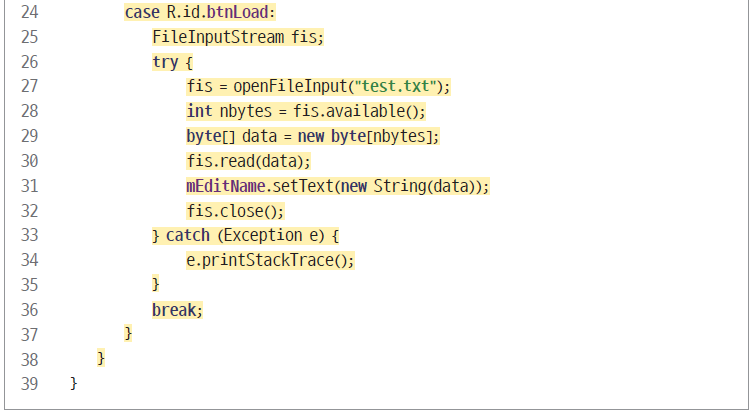 24 case R.id.btnLoad:
25 FileInputStream fis;
26 try {
27 fis = openFileInput("test.txt");
28 int nbytes = fis.available();
29 byte[] data = new byte[nbytes];
30 fis.read(data);
31 mEditName.setText(new String(data));
32 fis.close();
33 } catch (Exception e) {
34 e.printStackTrace();
35 }
36 break;
37 }
38 }
39 }